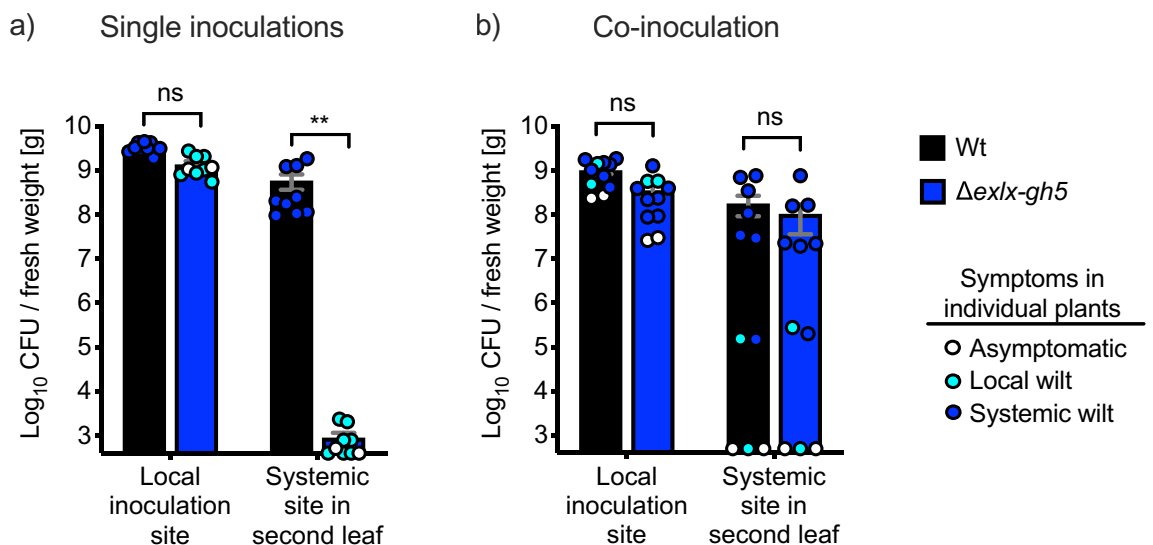 a) Single inoculations
ns
**
Log10 CFU / fresh weight [g]
10
9
8
7
6
5
4
3
Local
inoculation
site
Systemic
site in
second leaf
b) Co-inoculation
ns
ns
Log10 CFU / fresh weight [g]
10
9
8
7
6
5
4
3
Local
inoculation
site
Systemic
site in
second leaf
Wt
Δexlx-gh5
Symptoms in
individual plants
Asymptomatic
Local wilt
Systemic wilt